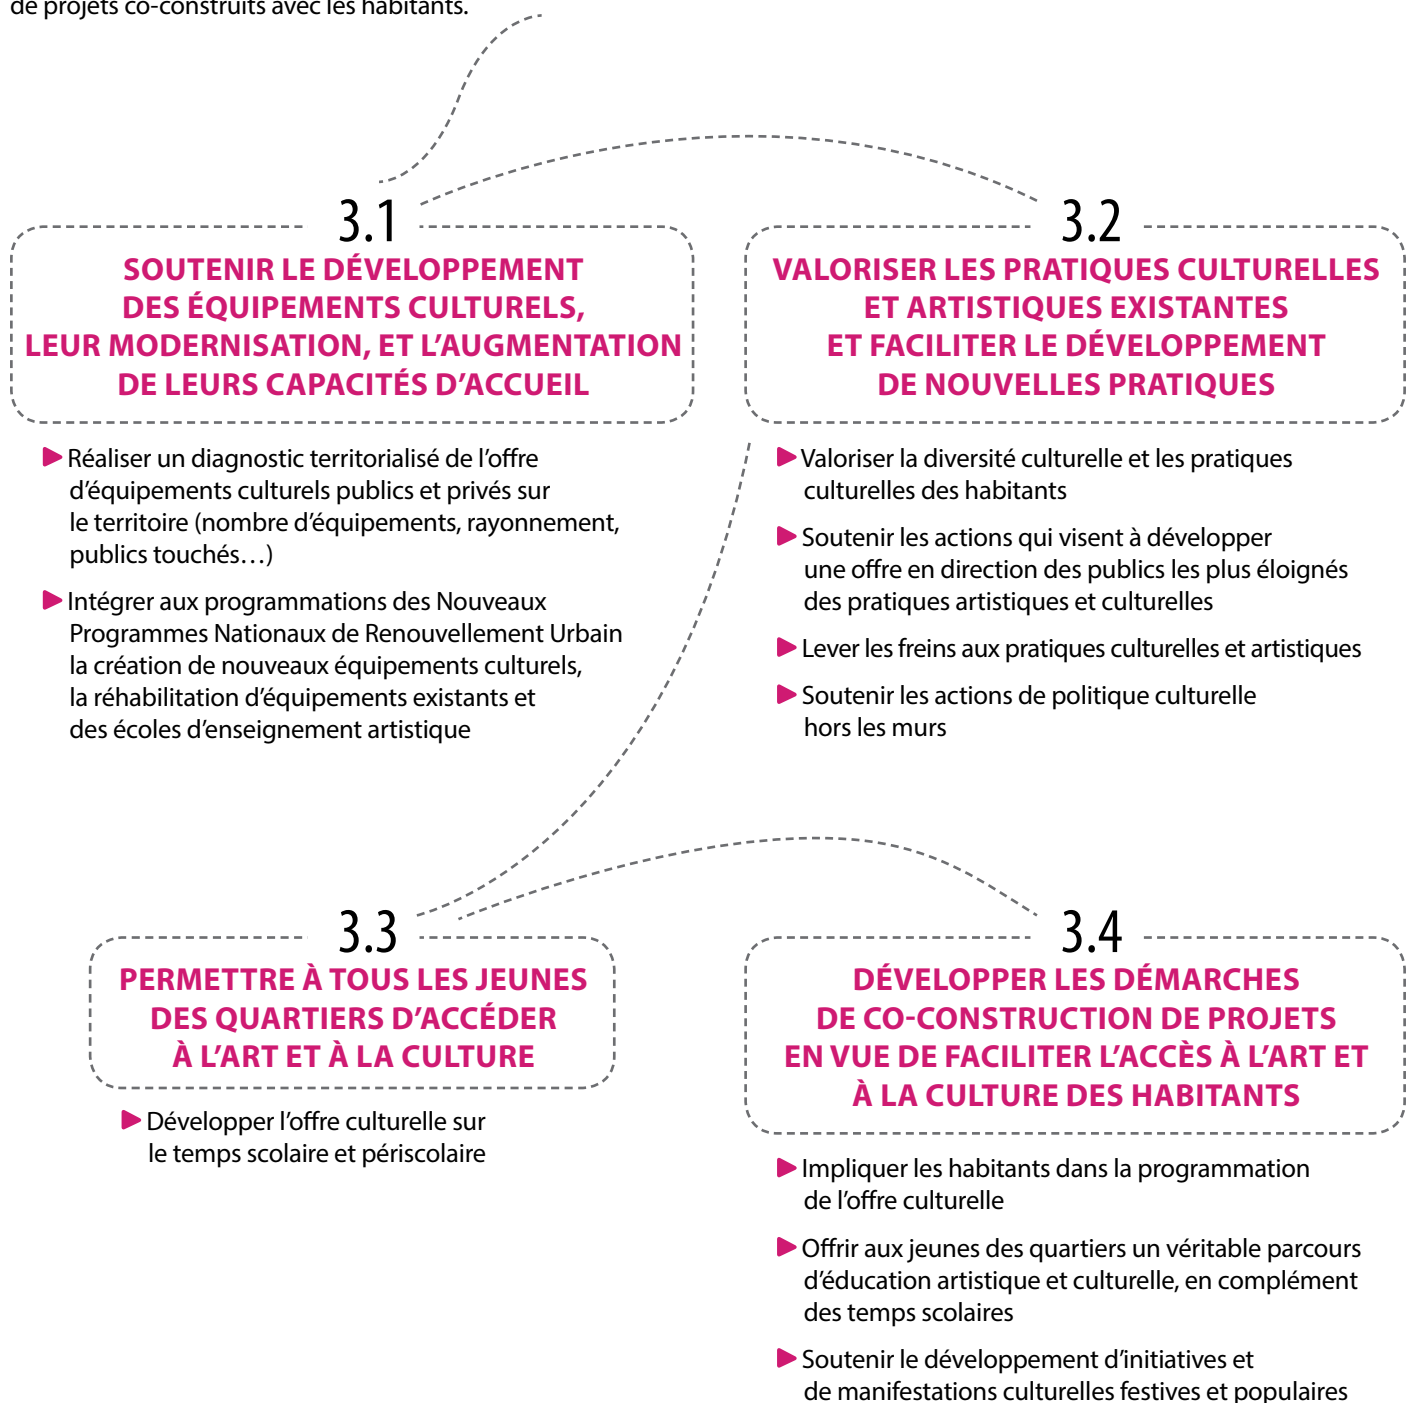 de projets co-construits avec les habitants.
3.1
SOUTENIR LE DÉVELOPPEMENT
DES ÉQUIPEMENTS CULTURELS,
LEUR MODERNISATION, ET L’AUGMENTATION
DE LEURS CAPACITÉS D’ACCUEIL
Réaliser un diagnostic territorialisé de l’offre
d’équipements culturels publics et privés sur
le territoire (nombre d’équipements, rayonnement,
publics touchés…)
Intégrer aux programmations des Nouveaux
Programmes Nationaux de Renouvellement Urbain
la création de nouveaux équipements culturels,
la réhabilitation d’équipements existants et
des écoles d’enseignement artistique
3.2
VALORISER LES PRATIQUES CULTURELLES
ET ARTISTIQUES EXISTANTES
ET FACILITER LE DÉVELOPPEMENT
DE NOUVELLES PRATIQUES
Valoriser la diversité culturelle et les pratiques
culturelles des habitants
Soutenir les actions qui visent à développer
une offre en direction des publics les plus éloignés
des pratiques artistiques et culturelles
Lever les freins aux pratiques culturelles et artistiques
Soutenir les actions de politique culturelle
hors les murs
3.3
PERMETTRE À TOUS LES JEUNES
DES QUARTIERS D’ACCÉDER
À L’ART ET À LA CULTURE
Développer l’offre culturelle sur
le temps scolaire et périscolaire
3.4
DÉVELOPPER LES DÉMARCHES
DE CO-CONSTRUCTION DE PROJETS
EN VUE DE FACILITER L’ACCÈS À L’ART ET
À LA CULTURE DES HABITANTS
Impliquer les habitants dans la programmation
de l’offre culturelle
Offrir aux jeunes des quartiers un véritable parcours
d’éducation artistique et culturelle, en complément
des temps scolaires
Soutenir le développement d’initiatives et
de manifestations culturelles festives et populaires